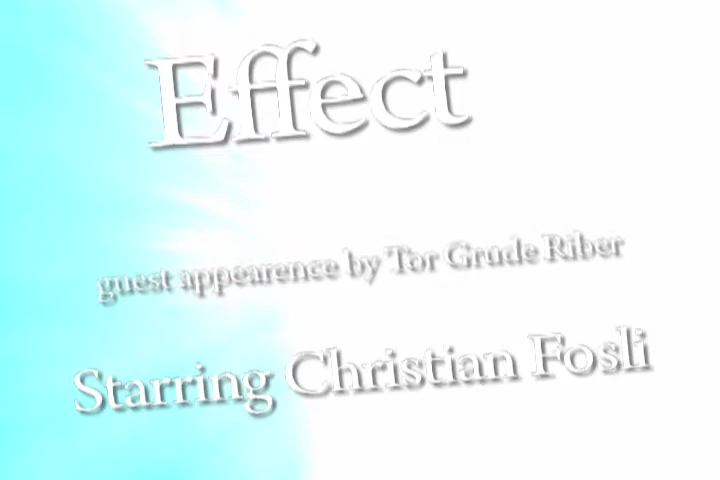 Effect
guest appearence by Tor Grude Riber
Starring Christian Fosli